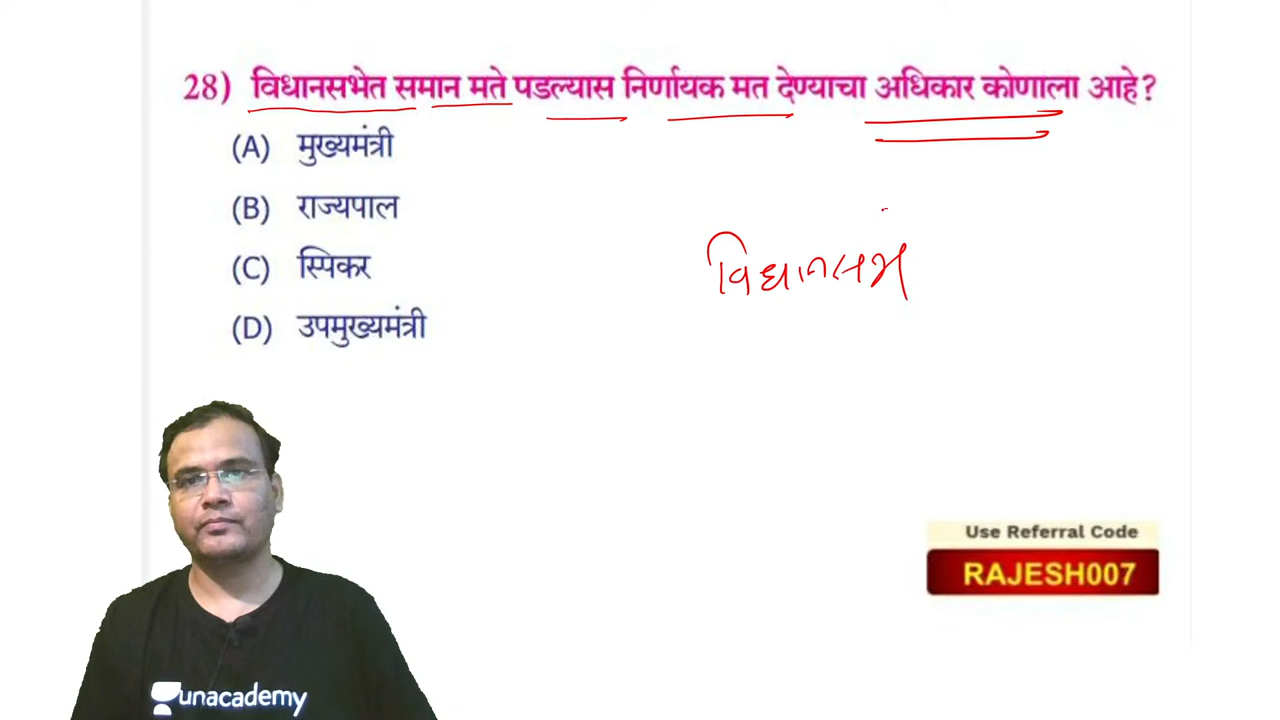 28) विधानसभेत समान मते पडल्यास निर्णायक मत देण्याचा अधिकार कोणाला आहे?
(A) मुख्यमंत्री
(B) राज्यपाल
(C) स्पिकर
(D) उपमुख्यमंत्री
विधानसभ
Use Referral Code
RAJESH007
unacademy